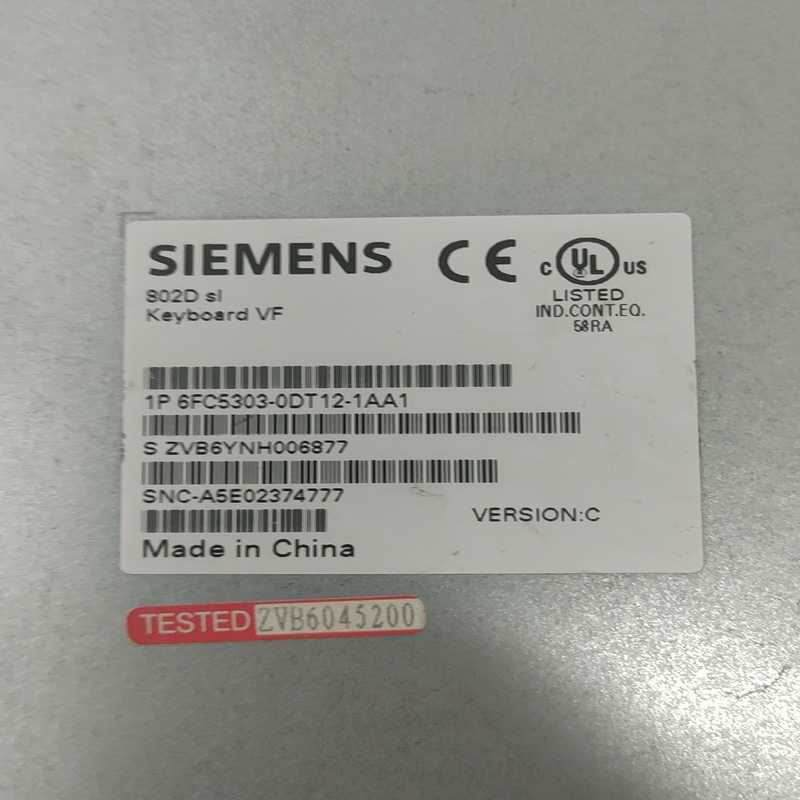 SIEMENS CE C UL US
802D sl
LISTED
Keyboard VF
IND.CONT.EQ.
58RA
1P 6FC5303-0DT12-1AA1
S ZVB6YNH006877
SNC-A5E02374777
VERSION:C
Made in China
TESTED ZVB6045200